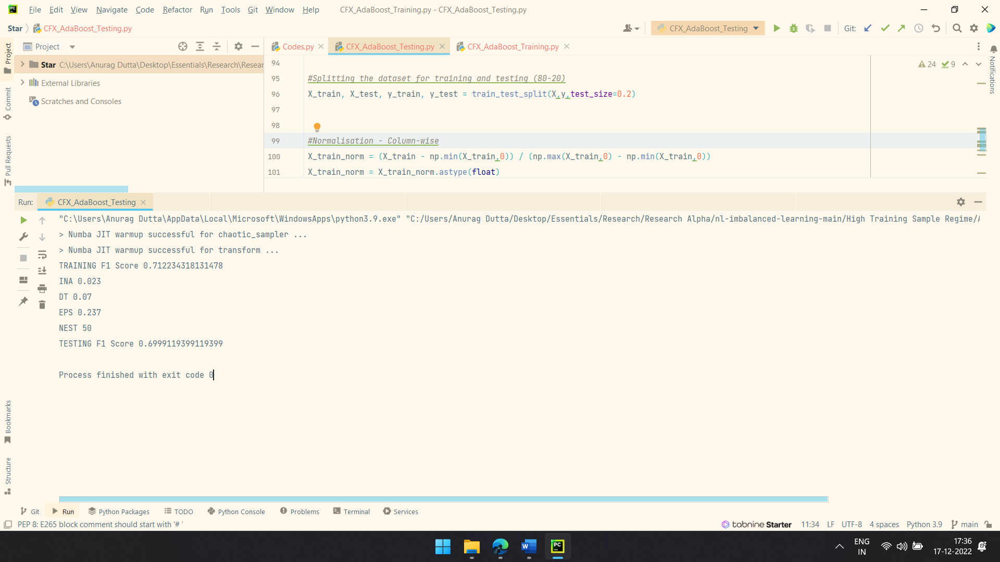 PC File Edit View Navigate Code Refactor Run Tools Git Window Help CFX_AdaBoost_Training.py - CFX_AdaBoost_Testing.py
Star CFX_AdaBoost_Testing.py CFX_AdaBoost_Testing Git:
Project Codes.py CFX_AdaBoost_Testing.py CFX_AdaBoost_Training.py
Star C:\Users\Anurag Dutta\Desktop\Essentials\Research\Resear
External Libraries
Scratches and Consoles
Project
Commit
Pull Requests
Bookmarks
Structure
Notifications
24 9
94
95 #Splitting the dataset for training and testing (80-20)
96 X_train, X_test, y_train, y_test = train_test_split(X,y,test_size=0.2)
97
98
99 #Normalisation - Column-wise
100 X_train_norm = (X_train - np.min(X_train,0)) / (np.max(X_train,0) - np.min(X_train,0))
101 X_train_norm = X_train_norm.astype(float)
Run: CFX_AdaBoost_Testing
"C:\Users\Anurag Dutta\AppData\Local\Microsoft\WindowsApps\python3.9.exe" "C:/Users/Anurag Dutta/Desktop/Essentials/Research/Research Alpha/nl-imbalanced-learning-main/High Training Sample Regime//
> Numba JIT warmup successful for chaotic_sampler ...
> Numba JIT warmup successful for transform ...
TRAINING F1 Score 0.712234318131478
INA 0.023
DT 0.07
EPS 0.237
NEST 50
TESTING F1 Score 0.6999119399119399
Process finished with exit code 0
Git Run Python Packages TODO Python Console Problems Terminal Services
PEP 8: E265 block comment should start with '# ' tabnine Starter 11:34 LF UTF-8 4 spaces Python 3.9 main
W PC ENG 17:36
IN 17-12-2022